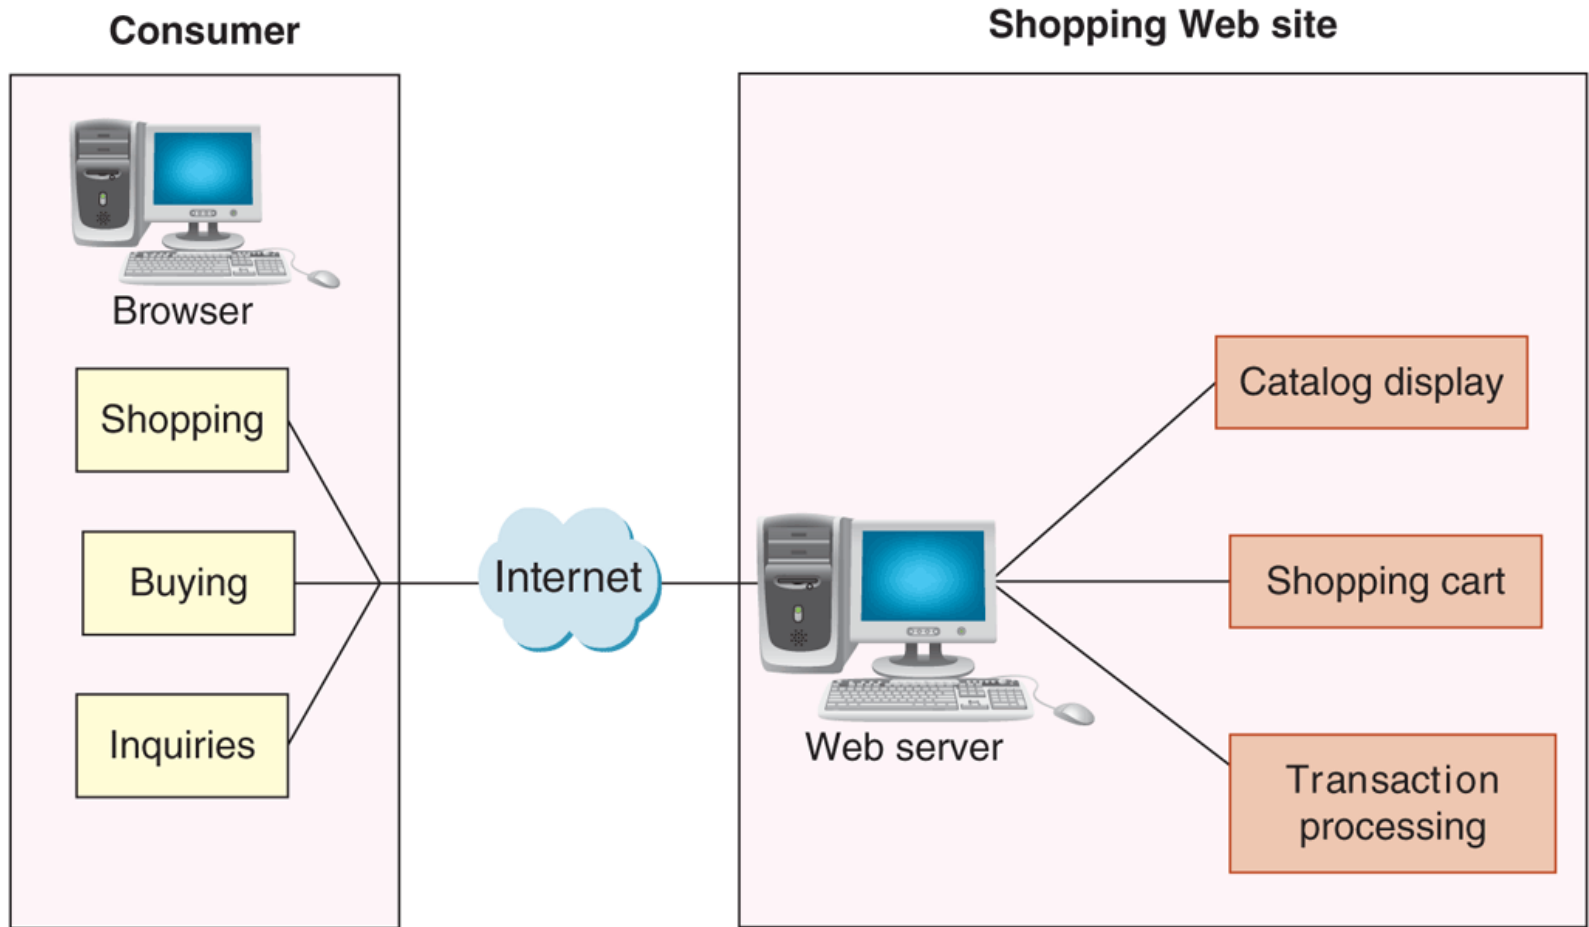 Consumer
Shopping Web site
Browser
Shopping
Buying
Inquiries
Internet
Web server
Catalog display
Shopping cart
Transaction
processing